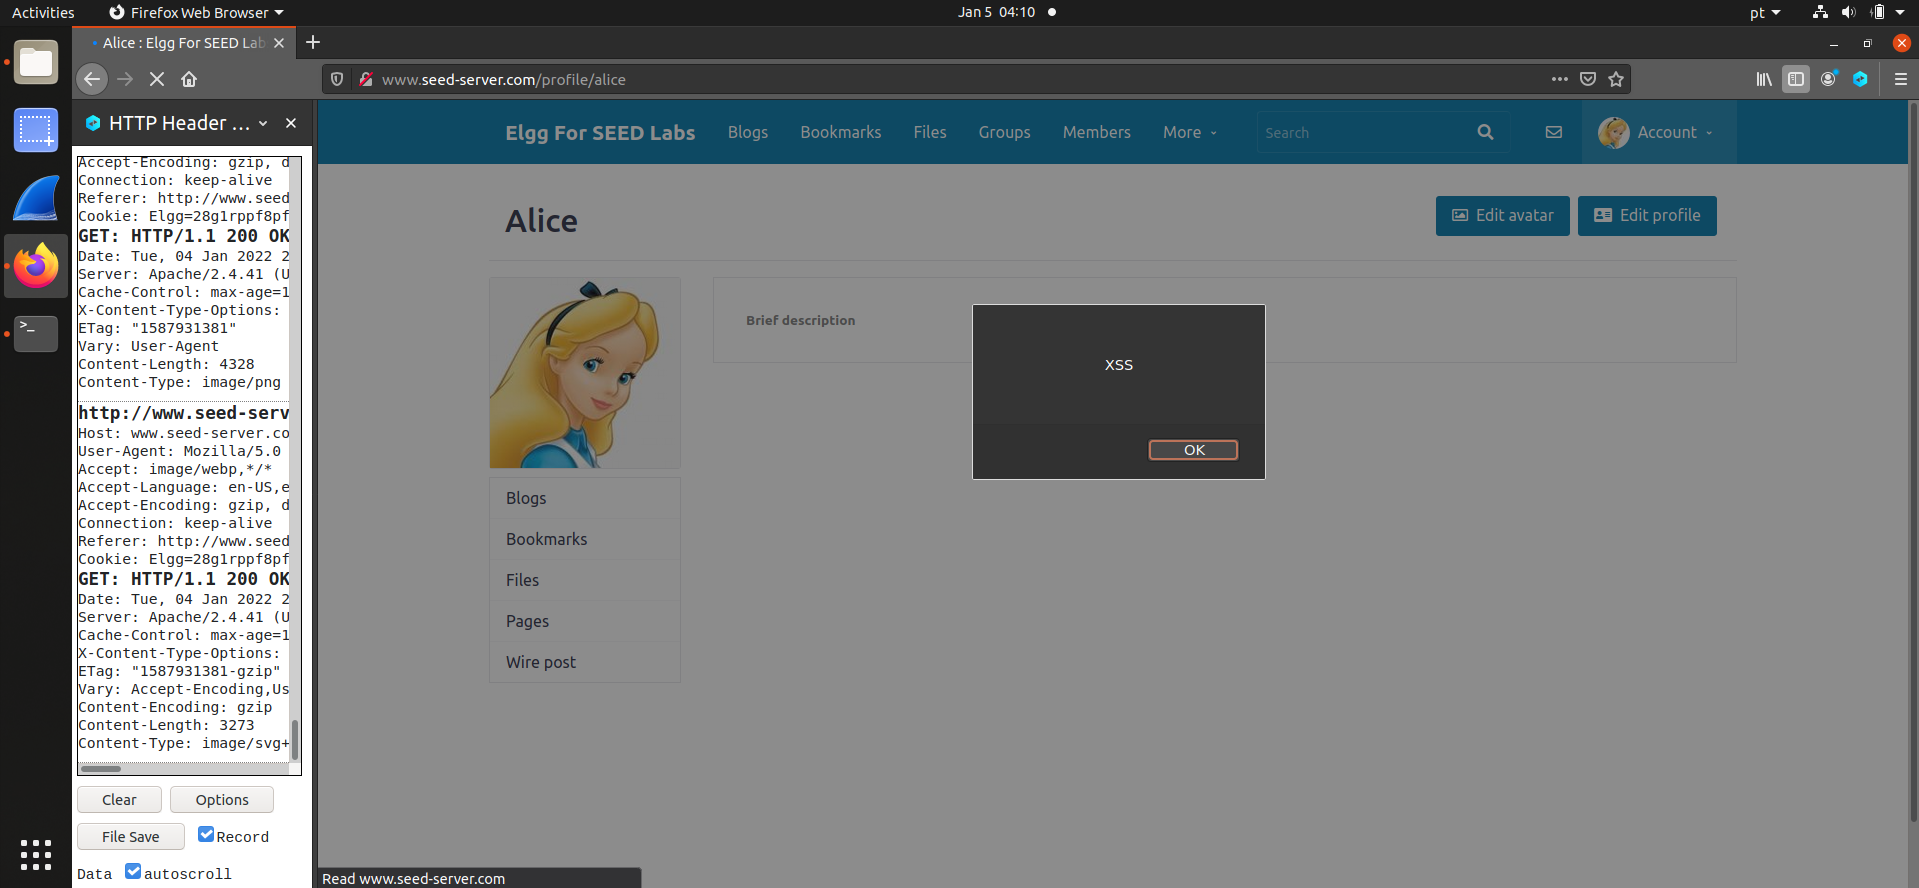 Activities
Firefox Web Browser
Jan 5 04:10
pt
Alice : Elgg For SEED Lab
www.seed-server.com/profile/alice
HTTP Header ...
Accept-Encoding: gzip, d
Connection: keep-alive
Referer: http://www.seed
Cookie: Elgg=28g1rppf8pf
GET: HTTP/1.1 200 OK
Date: Tue, 04 Jan 2022 2
Server: Apache/2.4.41 (U
Cache-Control: max-age=1
X-Content-Type-Options:
ETag: "1587931381"
Vary: User-Agent
Content-Length: 4328
Content-Type: image/png
http://www.seed-serv
Host: www.seed-server.co
User-Agent: Mozilla/5.0
Accept: image/webp,*/*
Accept-Language: en-US,e
Accept-Encoding: gzip, d
Connection: keep-alive
Referer: http://www.seed
Cookie: Elgg=28g1rppf8pf
GET: HTTP/1.1 200 OK
Date: Tue, 04 Jan 2022 2
Server: Apache/2.4.41 (U
Cache-Control: max-age=1
X-Content-Type-Options:
ETag: "1587931381-gzip"
Vary: Accept-Encoding,Us
Content-Encoding: gzip
Content-Length: 3273
Content-Type: image/svg+
Clear
Options
File Save
Record
Data
autoscroll
Elgg For SEED Labs
Blogs
Bookmarks
Files
Groups
Members
More
Search
Account
Alice
Edit avatar
Edit profile
Brief description
XSS
OK
Blogs
Bookmarks
Files
Pages
Wire post
Read www.seed-server.com